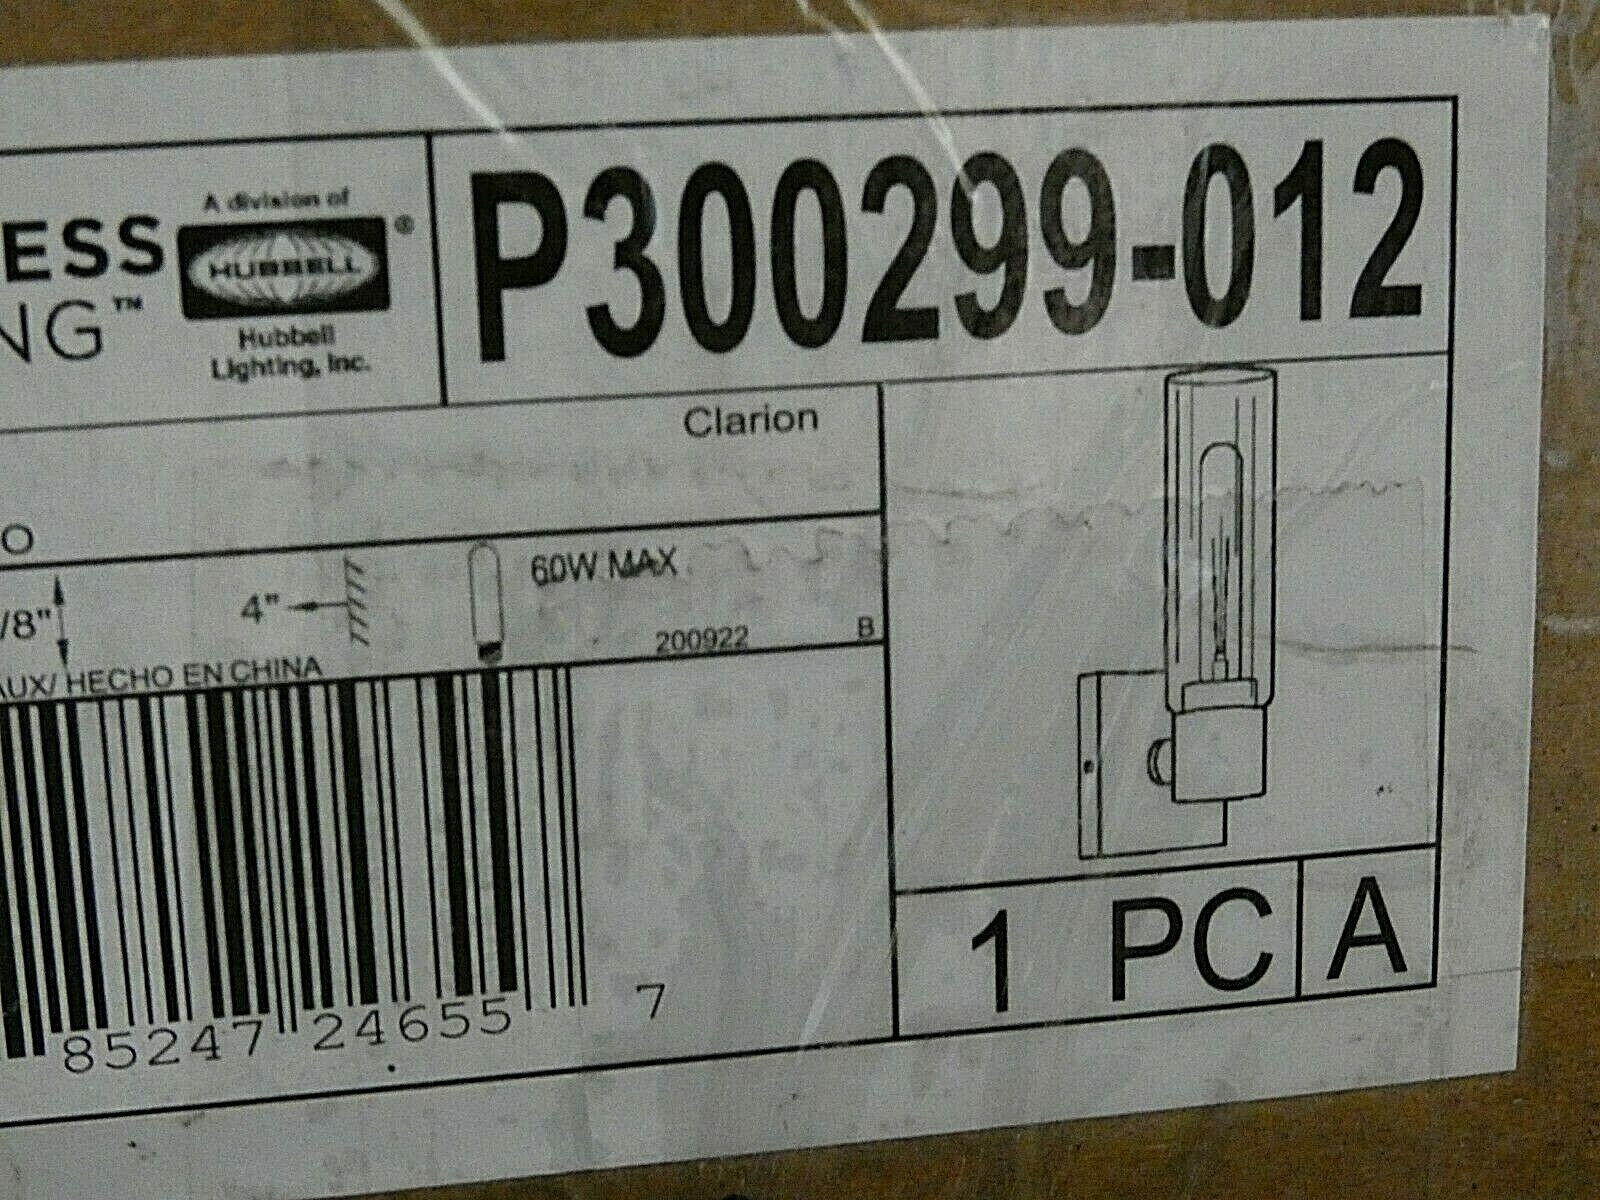 ESS
NG™
A division of
HUBBELL
®
Hubbell
Lighting, Inc.
P300299-012
Clarion
O
/8"
4"
60W MAX
200922
B
AUX/ HECHO EN CHINA
85247 24655 7
1 PC
A